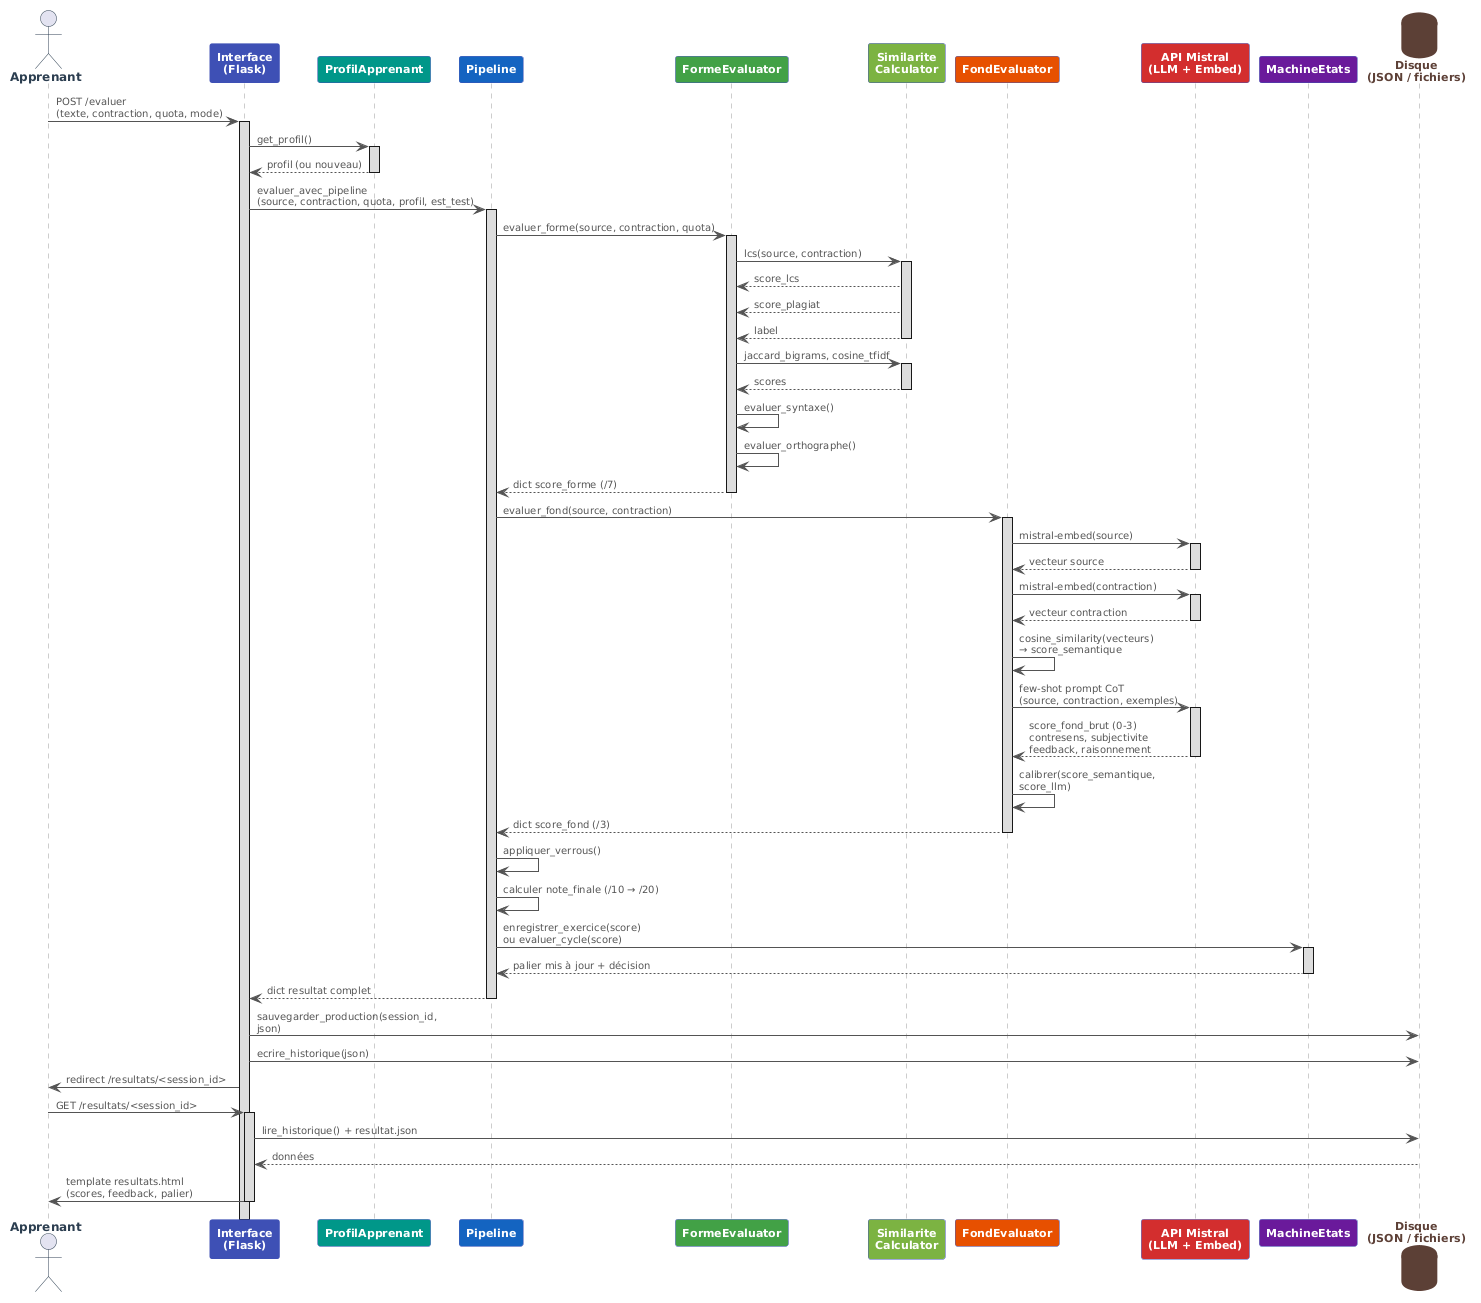 Apprenant
Interface
(Flask)
ProfilApprenant
Pipeline
FormeEvaluator
Similarite
Calculator
FondEvaluator
API Mistral
(LLM + Embed)
MachineEtats
Disque
(JSON / fichiers)
POST /evaluer
(texte, contraction, quota, mode)
get_profil()
profil (ou nouveau)
evaluer_avec_pipeline
(source, contraction, quota, profil, est_test)
evaluer_forme(source, contraction, quota)
lcs(source, contraction)
score_lcs
score_plagiat
label
jaccard_bigrams, cosine_tfidf
scores
evaluer_syntaxe()
evaluer_orthographe()
dict score_forme (/7)
evaluer_fond(source, contraction)
mistral-embed(source)
vecteur source
mistral-embed(contraction)
vecteur contraction
cosine_similarity(vecteurs)
→ score_semantique
few-shot prompt CoT
(source, contraction, exemples)
score_fond_brut (0-3)
contresens, subjectivite
feedback, raisonnement
calibrer(score_semantique,
score_llm)
dict score_fond (/3)
appliquer_verrous()
calculer note_finale (/10 → /20)
enregistrer_exercice(score)
ou evaluer_cycle(score)
palier mis à jour + décision
dict resultat complet
sauvegarder_production(session_id,
json)
ecrire_historique(json)
redirect /resultats/<session_id>
GET /resultats/<session_id>
lire_historique() + resultat.json
données
template resultats.html
(scores, feedback, palier)
Apprenant
Interface
(Flask)
ProfilApprenant
Pipeline
FormeEvaluator
Similarite
Calculator
FondEvaluator
API Mistral
(LLM + Embed)
MachineEtats
Disque
(JSON / fichiers)